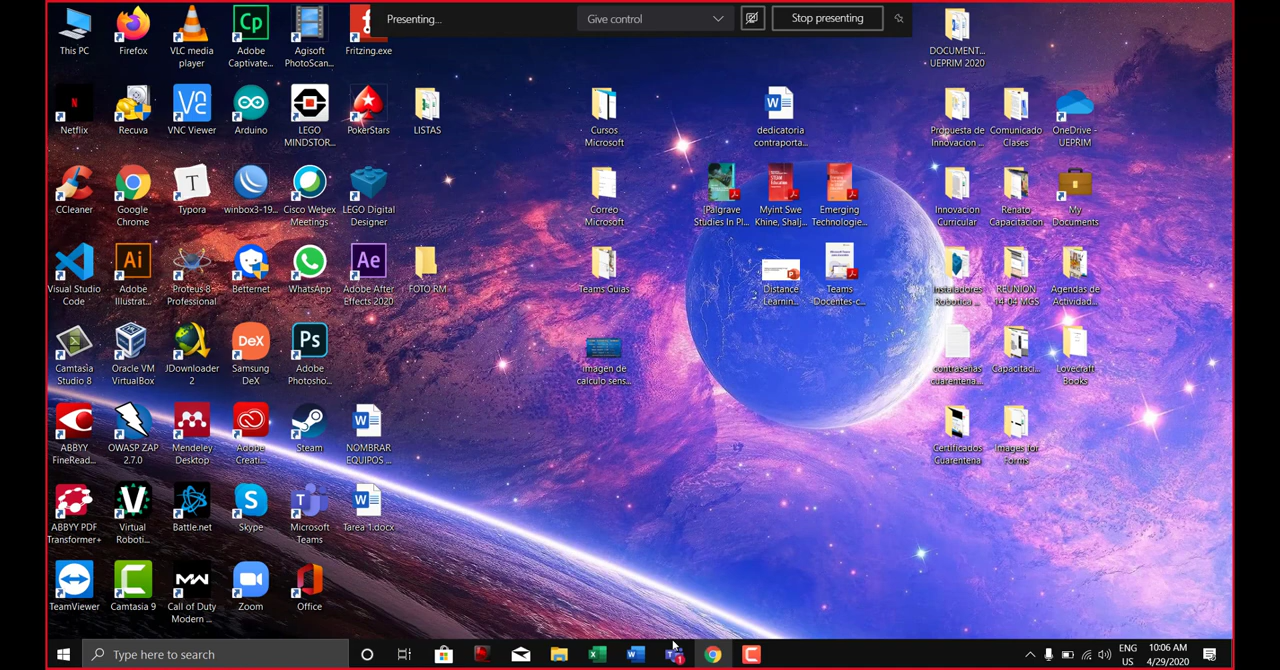 Presenting...
Give control
Stop presenting
This PC
Firefox
VLC media
player
Adobe
Captivate...
Agisoft
PhotoScan...
Fritzing.exe
DOCUMENT...
UEPRIM 2020
Netflix
Recuva
VNC Viewer
Arduino
LEGO
MINDSTOR...
PokerStars
LISTAS
Cursos
Microsoft
dedicatoria
contraporta...
Propuesta de
Innovacion ...
Comunicado
Clases
OneDrive -
UEPRIM
CCleaner
Google
Chrome
Typora
winbox3-19...
Cisco Webex
Meetings
LEGO Digital
Designer
Correo
Microsoft
[Palgrave
Studies In Pl...
Myint Swe
Khine, Shalj...
Emerging
Technologie...
Innovacion
Curricular
Renato
Capacitacion...
My
Documents
Visual Studio
Code
Adobe
Illustrat...
Proteus 8
Professional
Betternet
WhatsApp
Adobe After
Effects 2020
FOTO RM
Teams Guias
Distance
Learnin...
Teams
Docentes-c...
Instaladores
Robotica ...
REUNION
14-04 MGS
Agendas de
Actividad...
Camtasia
Studio 8
Oracle VM
VirtualBox
JDownloader
2
Samsung
DeX
Adobe
Photosho...
Imagen de
calculo sens...
contraseñas
cuarentena...
Capacitaci...
Lovecraft
Books
ABBYY
FineRead...
OWASP ZAP
2.7.0
Mendeley
Desktop
Adobe
Creati...
Steam
NOMBRAR
EQUIPOS ...
Certificados
Cuarentena
Images for
Forms
ABBYY PDF
Transformer+
Virtual
Roboti...
Battle.net
Skype
Microsoft
Teams
Tarea 1.docx
TeamViewer
Camtasia 9
Call of Duty
Modern ...
Zoom
Office
Type here to search
ENG
US
10:06 AM
4/29/2020